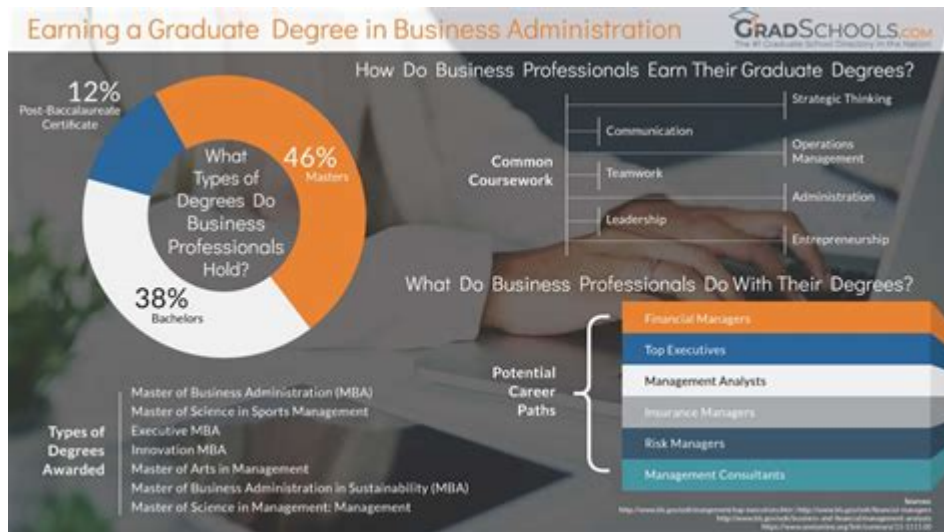 Earning a Graduate Degree in Business Administration
GRADSCHOOLS.COM
The #1 Graduate School Directory in the Nation
12%
Post-Baccalaureate
Certificate
46%
Masters
What
Types of
Degrees Do
Business
Professionals
Hold?
38%
Bachelors
How Do Business Professionals Earn Their Graduate Degrees?
Common
Coursework
Strategic Thinking
Communication
Operations
Management
Teamwork
Administration
Leadership
Entrepreneurship
What Do Business Professionals Do With Their Degrees?
Potential
Career
Paths
Financial Managers
Top Executives
Management Analysts
Insurance Managers
Risk Managers
Management Consultants
Types of
Degrees
Awarded
Master of Business Administration (MBA)
Master of Science in Sports Management
Executive MBA
Innovation MBA
Master of Arts in Management
Master of Business Administration in Sustainability (MBA)
Master of Science in Management: Management
Sources: